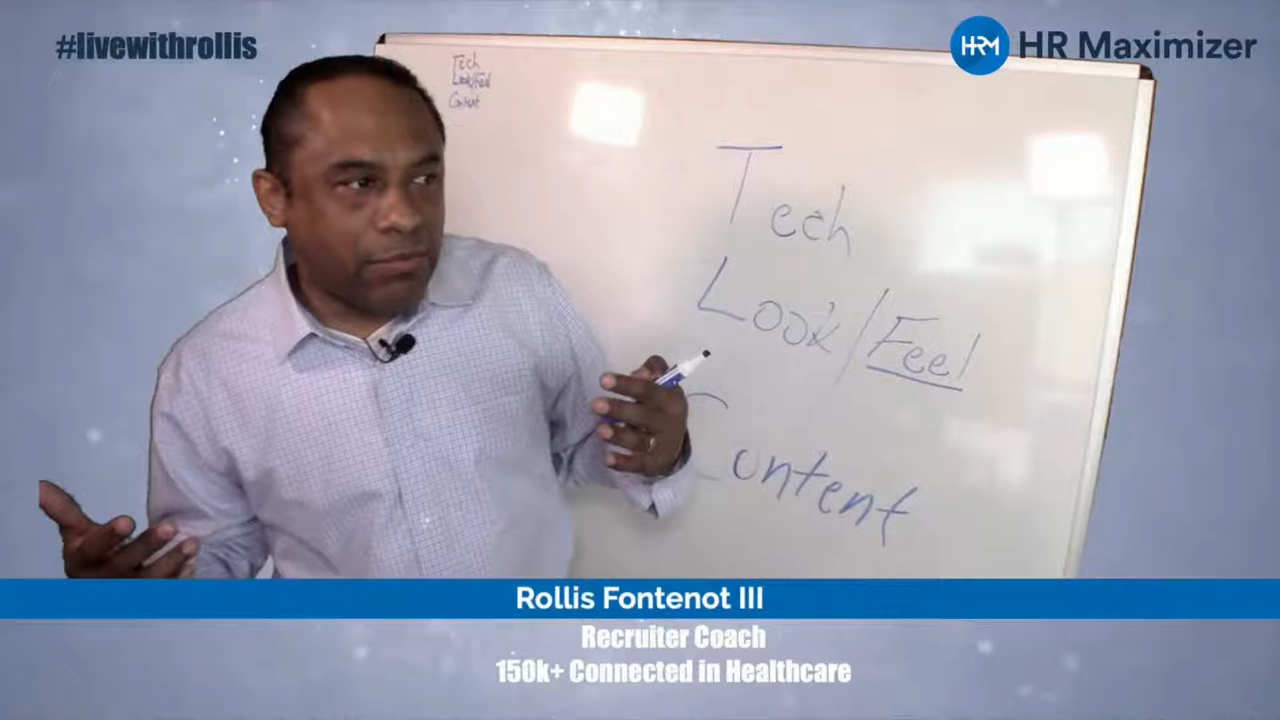 #livewithrollis
HRM HR Maximizer
Tech
Look/Feel
Content
Tech
Look/Feel
Content
Rollis Fontenot III
Recruiter Coach
150k+ Connected in Healthcare